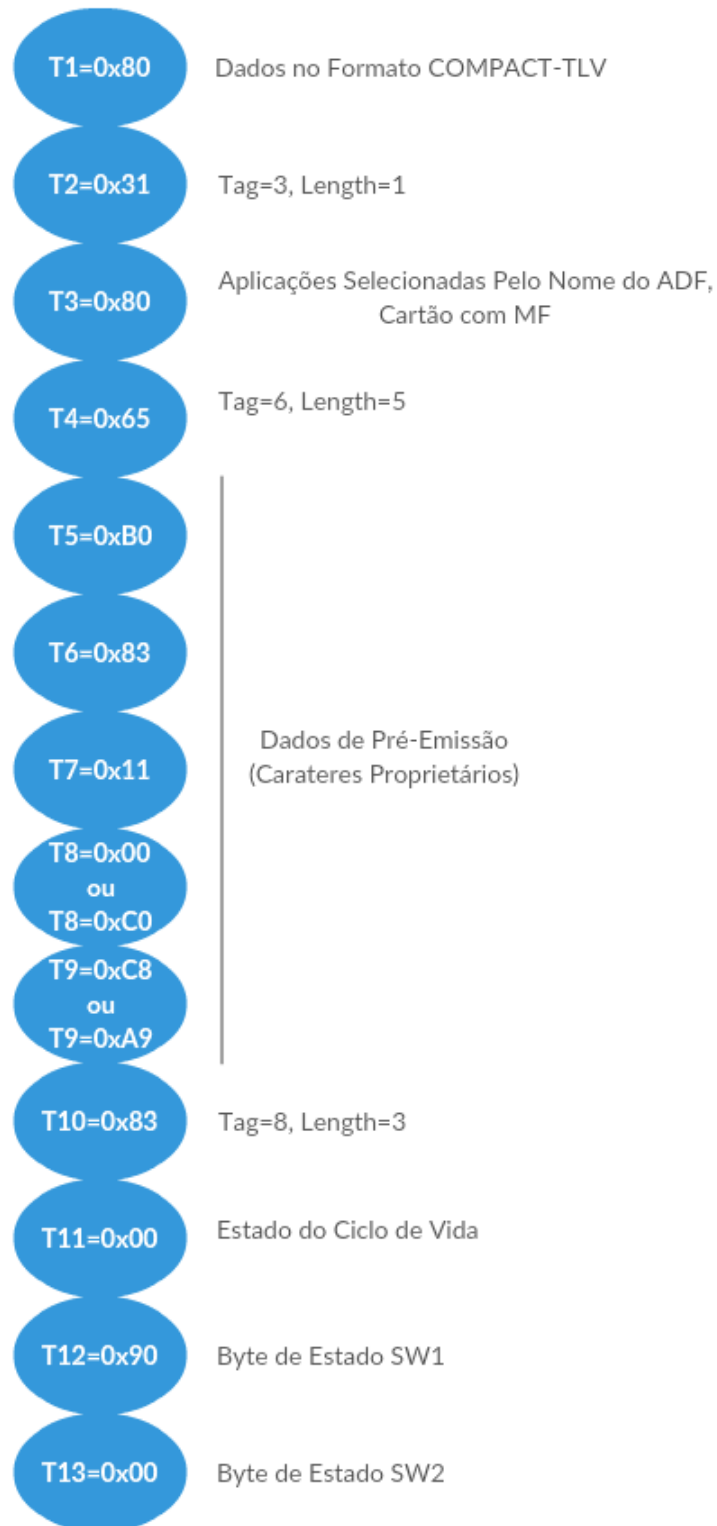 T1=0x80
Dados no Formato COMPACT-TLV
T2=0x31
Tag=3, Length=1
T3=0x80
Aplicações Selecionadas Pelo Nome do ADF,
Cartão com MF
T4=0x65
Tag=6, Length=5
T5=0xB0
T6=0x83
T7=0x11
Dados de Pré-Emissão
(Carateres Proprietários)
T8=0x00
ou
T8=0xC0
T9=0xC8
ou
T9=0xA9
T10=0x83
Tag=8, Length=3
T11=0x00
Estado do Ciclo de Vida
T12=0x90
Byte de Estado SW1
T13=0x00
Byte de Estado SW2